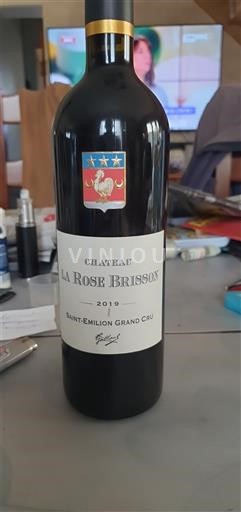 VINIOU
CHATEAU
LA ROSE BRISSON
2019
SAINT-EMILION GRAND CRU